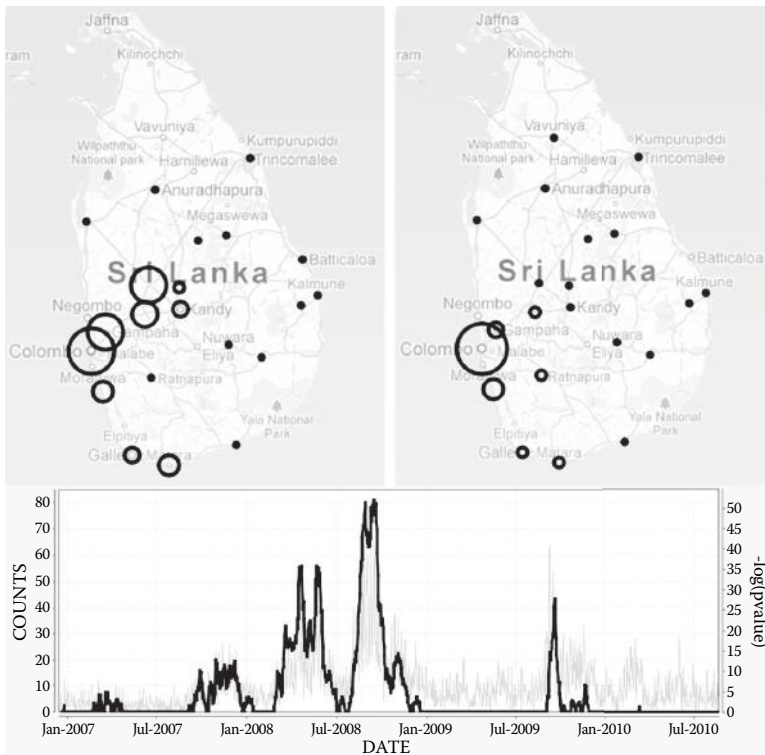 Jaffna
Kilinochchi
ram
Vavuniya
Wilpaththu
National park
Hamillewa
Kumpurupiddi
Trincomalee
Anuradhapura
Megaswewa
Sri Lanka
Batticaloa
Kalmune
Negombo
Kandy
Gampaha
Colombo
Malabe
Nuwara
Eliya
Moratuwa
Ratnapura
Yala National
Park
Elpitiya
Galle
Matara
Jaffna
Kilinochchi
ram
Vavuniya
Wilpaththu
National park
Hamillewa
Kumpurupiddi
Trincomalee
Anuradhapura
Megaswewa
Sri Lanka
Batticaloa
Kalmune
Negombo
Kandy
Gampaha
Colombo
Malabe
Nuwara
Eliya
Moratuwa
Ratnapura
Yala National
Park
Elpitiya
Galle
Matara
COUNTS
80
70
60
50
40
30
20
10
0
50
45
40
35
30
25
20
15
10
5
0
-log(pvalue)
Jan-2007
Jul-2007
Jan-2008
Jul-2008
Jan-2009
Jul-2009
Jan-2010
Jul-2010
DATE